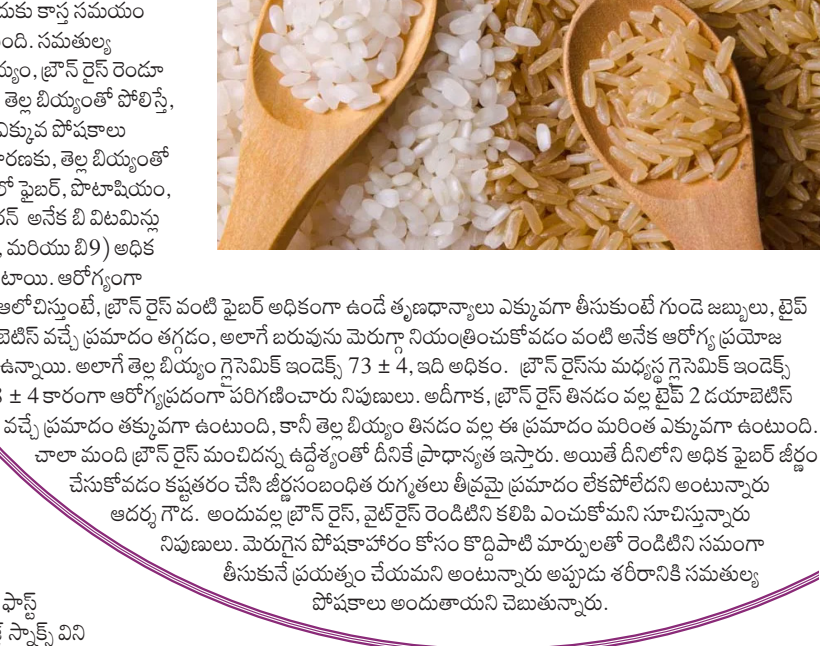 దుకు కాస్త సమయం
ంది. సమతుల్య
య్యం, బ్రౌన్ రైస్ రెండూ
తెల్ల బియ్యంతో పోలిస్తే,
ఎక్కువ పోషకాలు
ారణకు, తెల్ల బియ్యంతో
లో ఫైబర్, పొటాషియం,
రన్ అనేక బి విటమిన్లు
, మరియు బి9) అధిక
టాయి. ఆరోగ్యంగా
ఆలోచిస్తుంటే, బ్రౌన్ రైస్ వంటి ఫైబర్ అధికంగా ఉండే తృణధాన్యాలు ఎక్కువగా తీసుకుంటే గుండె జబ్బులు, టైప్
బెటిస్ వచ్చే ప్రమాదం తగ్గడం, అలాగే బరువును మెరుగ్గా నియంత్రించుకోవడం వంటి అనేక ఆరోగ్య ప్రయోజ
ఉన్నాయి. అలాగే తెల్ల బియ్యం గ్లైసెమిక్ ఇండెక్స్ 73 ± 4, ఇది అధికం. బ్రౌన్ రైస్‌ను మధ్యస్థ గ్లైసెమిక్ ఇండెక్స్
± 4 కారంగా ఆరోగ్యప్రదంగా పరిగణించారు నిపుణులు. అదీగాక, బ్రౌన్ రైస్ తినడం వల్ల టైప్ 2 డయాబెటిస్
వచ్చే ప్రమాదం తక్కువగా ఉంటుంది, కానీ తెల్ల బియ్యం తినడం వల్ల ఈ ప్రమాదం మరింత ఎక్కువగా ఉంటుంది.
చాలా మంది బ్రౌన్ రైస్ మంచిదన్న ఉద్దేశ్యంతో దీనికే ప్రాధాన్యత ఇస్తారు. అయితే దీనిలోని అధిక ఫైబర్ జీర్ణం
చేసుకోవడం కష్టతరం చేసి జీర్ణసంబంధిత రుగ్మతలు తీవ్రమై ప్రమాదం లేకపోలేదని అంటున్నారు
ఆదర్శ గౌడ. అందువల్ల బ్రౌన్ రైస్, వైట్‌రైస్ రెండిటిని కలిపి ఎంచుకోమని సూచిస్తున్నారు
నిపుణులు. మెరుగైన పోషకాహారం కోసం కొద్దిపాటి మార్పులతో రెండిటిని సమంగా
తీసుకునే ప్రయత్నం చేయమని అంటున్నారు అప్పుడు శరీరానికి సమతుల్య
పోషకాలు అందుతాయని చెబుతున్నారు.
ఫాస్ట్
స్నాక్స్ విని